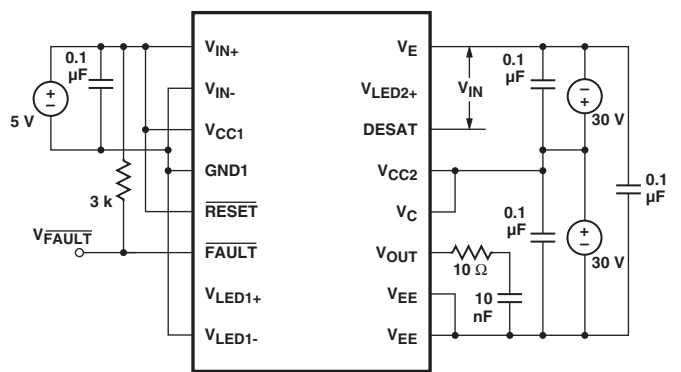 0.1
µF
5 V
3 k
V_FAULT
V_IN+
V_IN-
V_CC1
GND1
RESET
FAULT
V_LED1+
V_LED1-
V_E
V_LED2+
DESAT
V_CC2
V_C
V_OUT
V_EE
V_EE
V_IN
0.1
µF
30 V
0.1
µF
0.1
µF
30 V
10 Ω
10
nF